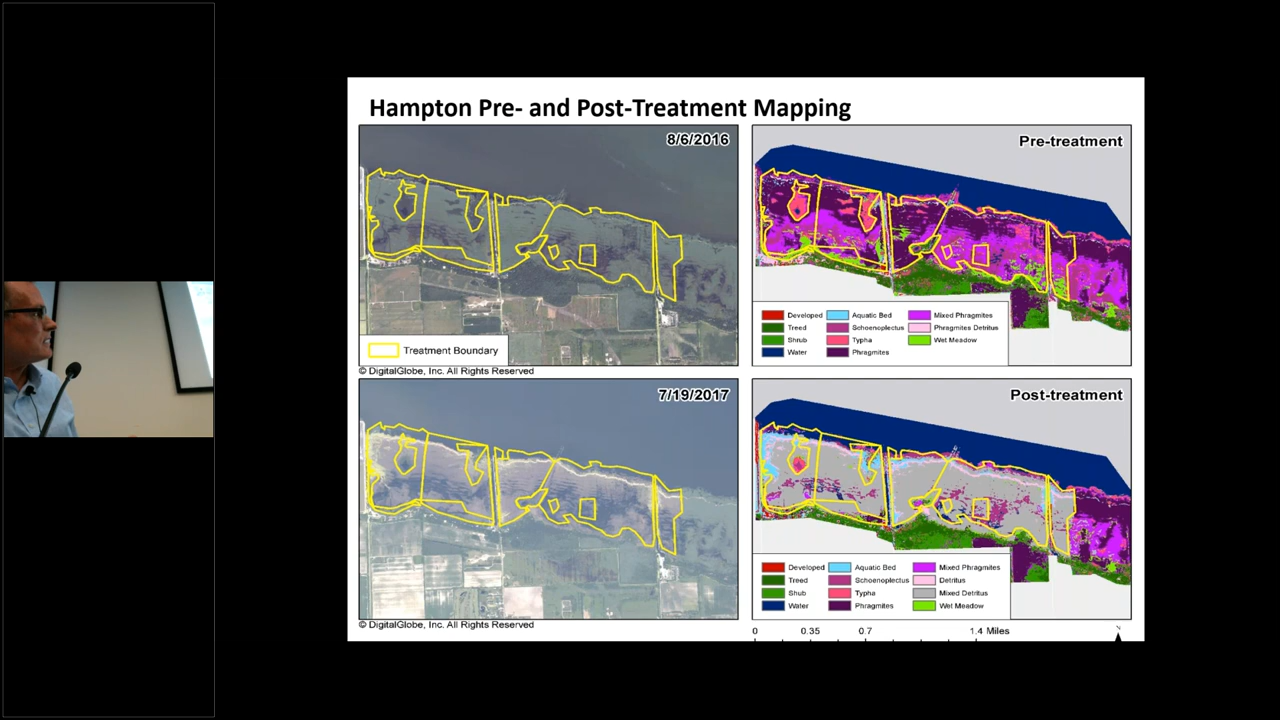 Hampton Pre- and Post-Treatment Mapping
8/6/2016
Treatment Boundary
© DigitalGlobe, Inc. All Rights Reserved
Pre-treatment
Developed Aquatic Bed Mixed Phragmites
Treed Schoenoplectus Phragmites Detritus
Shrub Typha Wet Meadow
Water Phragmites
7/19/2017
© DigitalGlobe, Inc. All Rights Reserved
Post-treatment
Developed Aquatic Bed Mixed Phragmites
Treed Schoenoplectus Detritus
Shub Typha Mixed Detritus
Water Phragmites Wet Meadow
0 0.35 0.7 1.4 Miles
N